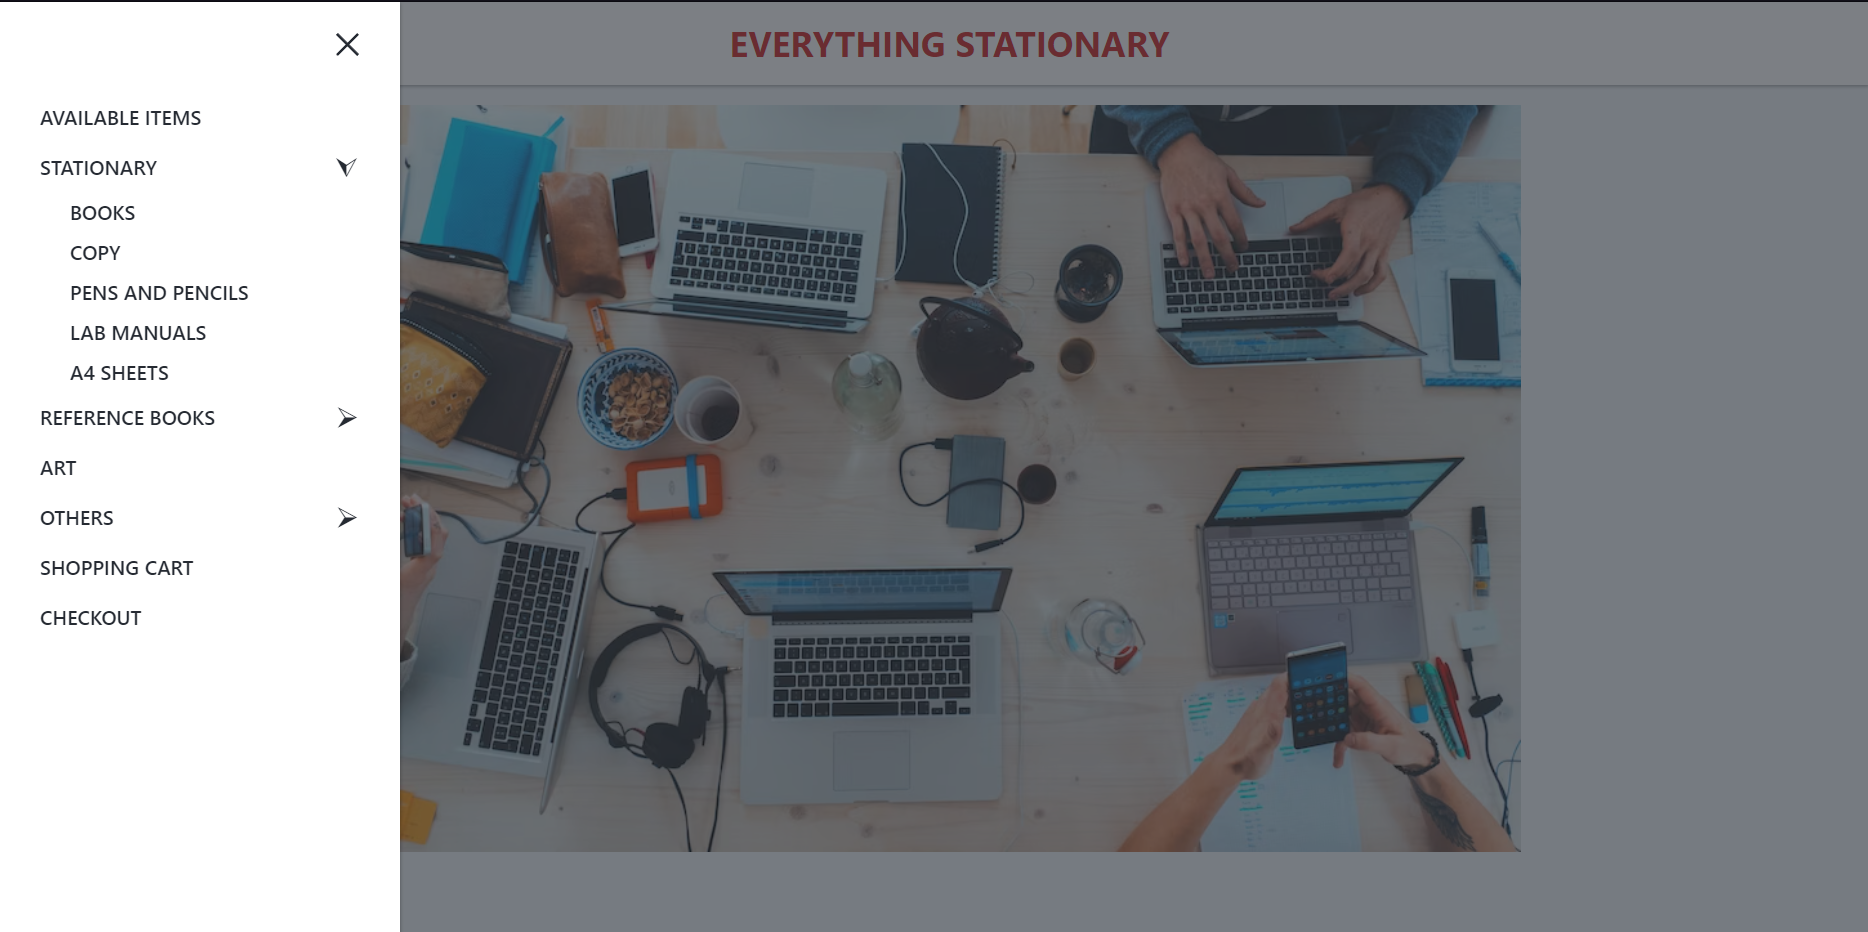 EVERYTHING STATIONARY
AVAILABLE ITEMS
STATIONARY
BOOKS
COPY
PENS AND PENCILS
LAB MANUALS
A4 SHEETS
REFERENCE BOOKS
ART
OTHERS
SHOPPING CART
CHECKOUT